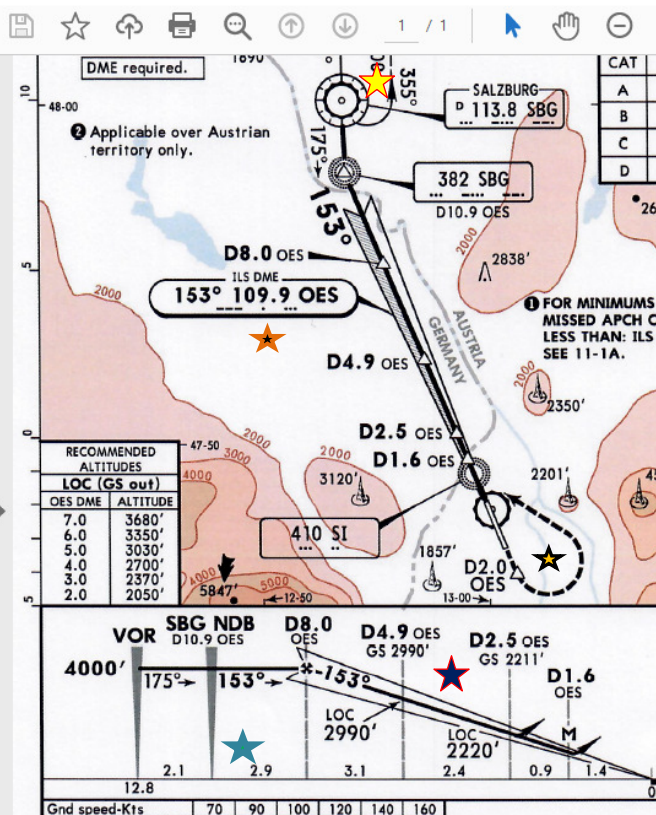 1 / 1
DME required.
1890
355°
CAT
A
B
C
D
10
48-00
SALZBURG
D 113.8 SBG
2 Applicable over Austrian
territory only.
175°
382 SBG
D10.9 OES
153°
2000
2838'
D8.0 OES
5
2000
ILS DME
153° 109.9 OES
AUSTRIA
GERMANY
1 FOR MINIMUMS
MISSED APCH
LESS THAN: ILS
SEE 11-1A.
D4.9 OES
2000
2350'
0
47-50
D2.5 OES
D1.6 OES
2000
3000
4000
2000
3120'
2201'
RECOMMENDED
ALTITUDES
LOC (GS out)
OES DME ALTITUDE
7.0 3680'
6.0 3350'
5.0 3030'
4.0 2700'
3.0 2370'
2.0 2050'
410 SI
1857'
D2.0
OES
4000
5000
5847'
12-50
13-00
5
VOR
SBG NDB
D10.9 OES
D8.0
OES
D4.9 OES
GS 2990'
D2.5 OES
GS 2211'
D1.6
OES
4000'
175°
153°
153°
LOC
2990'
LOC
2220'
M
2.1
2.9
3.1
2.4
0.9
1.4
12.8
0
Gnd speed-Kts 70 90 100 120 140 160